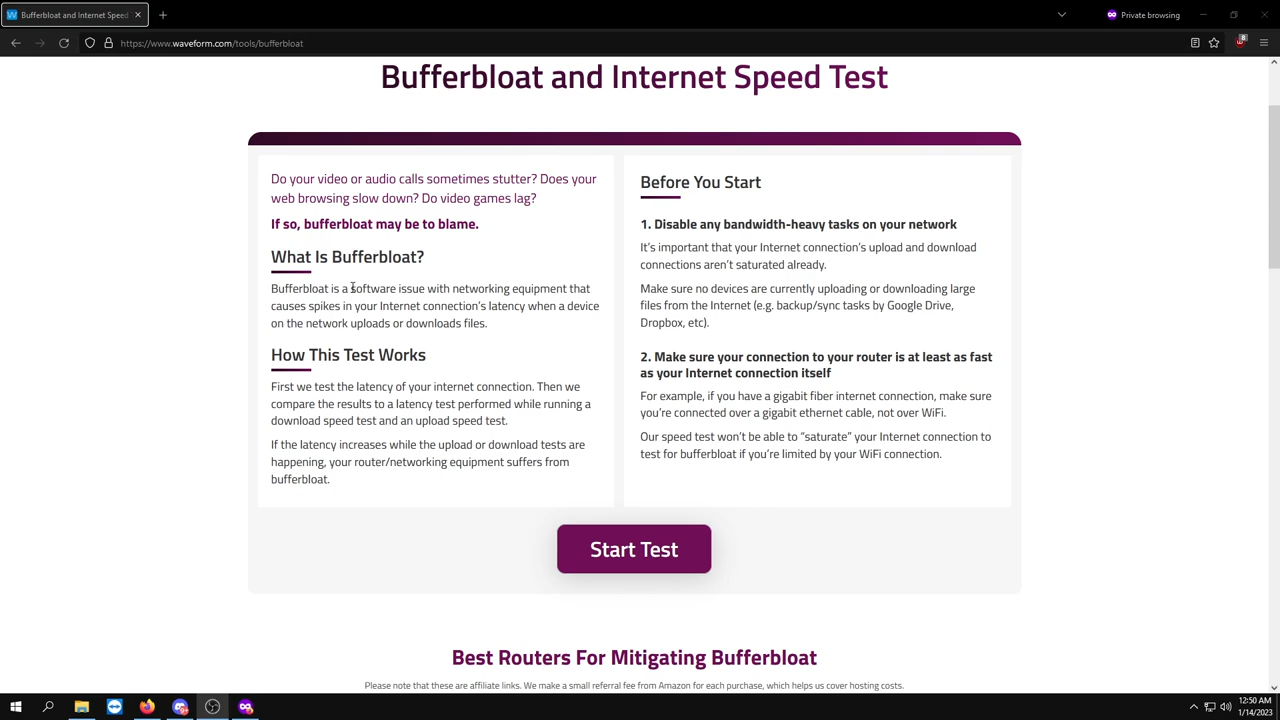 Bufferbloat and Internet Speed
Private browsing
https://www.waveform.com/tools/bufferbloat
8
Bufferbloat and Internet Speed Test
Do your video or audio calls sometimes stutter? Does your
web browsing slow down? Do video games lag?
If so, bufferbloat may be to blame.
What Is Bufferbloat?
Bufferbloat is a software issue with networking equipment that
causes spikes in your Internet connection's latency when a device
on the network uploads or downloads files.
How This Test Works
First we test the latency of your internet connection. Then we
compare the results to a latency test performed while running a
download speed test and an upload speed test.
If the latency increases while the upload or download tests are
happening, your router/networking equipment suffers from
bufferbloat.
Before You Start
1. Disable any bandwidth-heavy tasks on your network
It's important that your Internet connection's upload and download
connections aren't saturated already.
Make sure no devices are currently uploading or downloading large
files from the Internet (e.g. backup/sync tasks by Google Drive,
Dropbox, etc).
2. Make sure your connection to your router is at least as fast
as your Internet connection itself
For example, if you have a gigabit fiber internet connection, make sure
you're connected over a gigabit ethernet cable, not over WiFi.
Our speed test won't be able to “saturate” your Internet connection to
test for bufferbloat if you're limited by your WiFi connection.
Start Test
Best Routers For Mitigating Bufferbloat
Please note that these are affiliate links. We make a small referral fee from Amazon for each purchase, which helps us cover hosting costs.
12:50 AM
1/14/2023